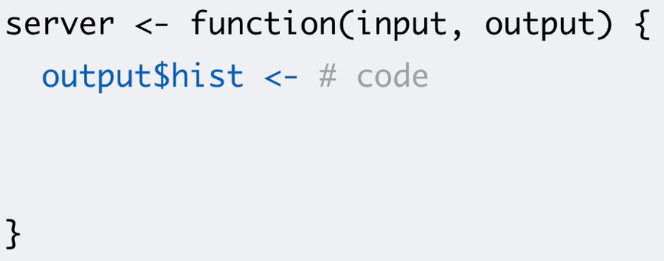 server <- function(input, output) {
  output$hist <- # code
}